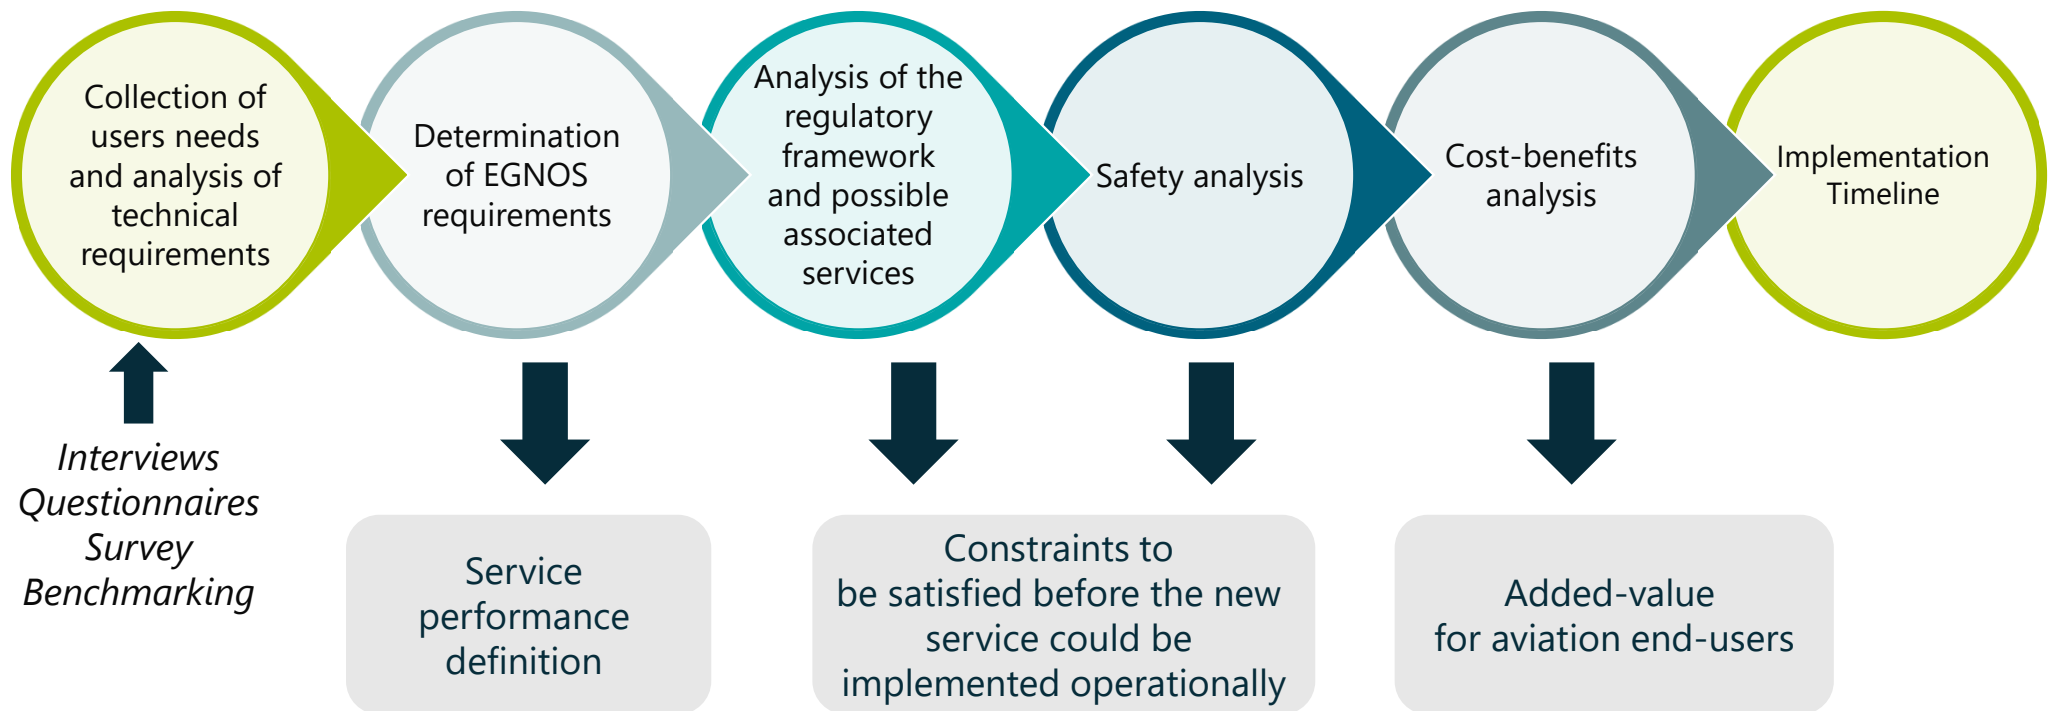 Collection of
users needs
and analysis of
technical
requirements
Determination
of EGNOS
requirements
Analysis of the
regulatory
framework
and possible
associated
services
Safety analysis
Cost-benefits
analysis
Implementation
Timeline
Interviews
Questionnaires
Survey
Benchmarking
Service
performance
definition
Constraints to
be satisfied before the new
service could be
implemented operationally
Added-value
for aviation end-users